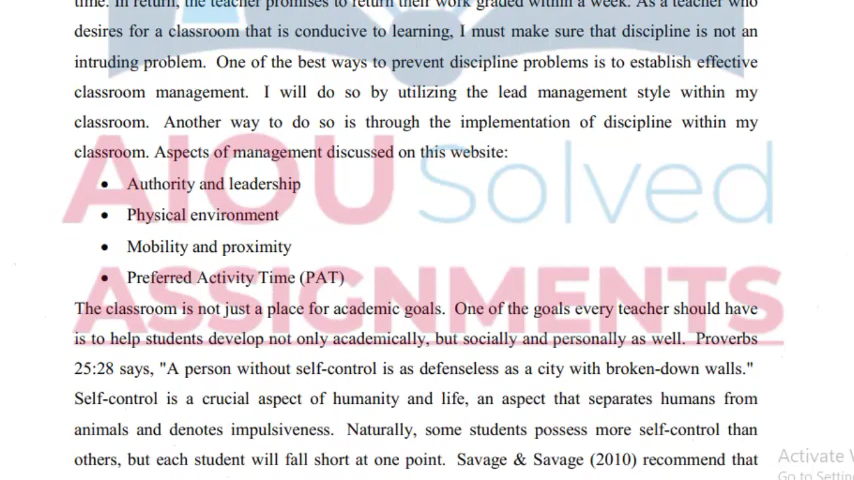 time. In return, the teacher promises to return their work graded within a week. As a teacher who
desires for a classroom that is conducive to learning, I must make sure that discipline is not an
intruding problem. One of the best ways to prevent discipline problems is to establish effective
classroom management. I will do so by utilizing the lead management style within my
classroom. Another way to do so is through the implementation of discipline within my
classroom. Aspects of management discussed on this website:
• Authority and leadership
• Physical environment
• Mobility and proximity
• Preferred Activity Time (PAT)
AIOU Solved
ASSIGNMENTS
The classroom is not just a place for academic goals. One of the goals every teacher should have
is to help students develop not only academically, but socially and personally as well. Proverbs
25:28 says, "A person without self-control is as defenseless as a city with broken-down walls."
Self-control is a crucial aspect of humanity and life, an aspect that separates humans from
animals and denotes impulsiveness. Naturally, some students possess more self-control than
others, but each student will fall short at one point. Savage & Savage (2010) recommend that
Activate
Go to